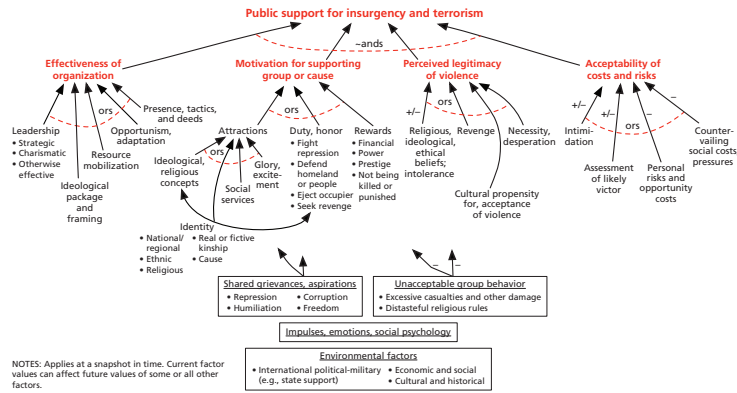 Public support for insurgency and terrorism
~ands
Effectiveness of
organization
Motivation for supporting
group or cause
Perceived legitimacy
of violence
Acceptability of
costs and risks
ors
Leadership
• Strategic
• Charismatic
• Otherwise
effective
Ideological
package
and
framing
Resource
mobilization
Opportunism,
adaptation
Presence, tactics,
and deeds
ors
Attractions
ors
Ideological,
religious
concepts
Social
services
Glory,
excite-
ment
Identity
• National/
regional
• Ethnic
• Religious
• Real or fictive
kinship
• Cause
Duty, honor
• Fight
repression
• Defend
homeland
or people
• Eject occupier
• Seek revenge
Rewards
• Financial
• Power
• Prestige
• Not being
killed or
punished
+/–
ors
Religious,
ideological,
ethical
beliefs;
intolerance
Revenge
Necessity,
desperation
Cultural propensity
for, acceptance
of violence
+/–
+/–
–
–
ors
Intimi-
dation
Assessment
of likely
victor
Personal
risks and
opportunity
costs
Counter-
vailing
social costs
pressures
Shared grievances, aspirations
• Repression
• Humiliation
• Corruption
• Freedom
–
–
Unacceptable group behavior
• Excessive casualties and other damage
• Distasteful religious rules
Impulses, emotions, social psychology
Environmental factors
• International political-military
(e.g., state support)
• Economic and social
• Cultural and historical
NOTES: Applies at a snapshot in time. Current factor
values can affect future values of some or all other
factors.